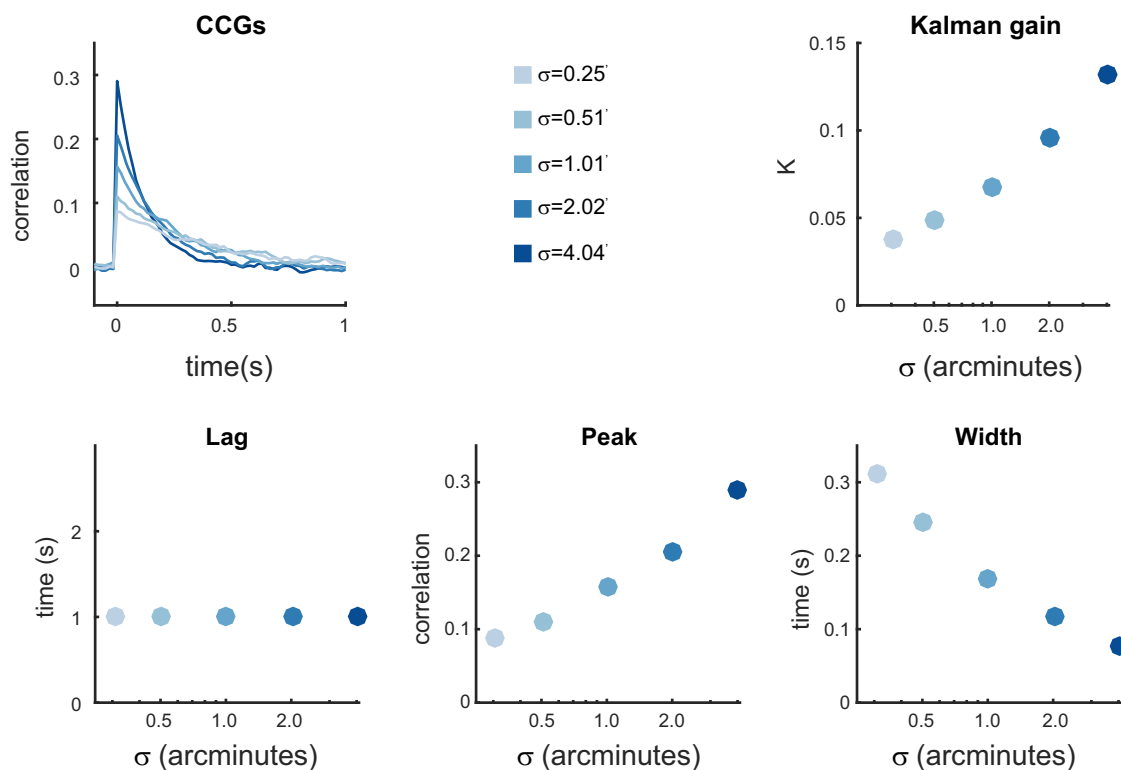 CCGs
0.3
0.2
0.1
0
correlation
0
0.5
1
time(s)
σ=0.25'
σ=0.51'
σ=1.01'
σ=2.02'
σ=4.04'
Kalman gain
0.15
0.1
0.05
0
K
0.5
1.0
2.0
σ (arcminutes)
Lag
2
1
0
time (s)
0.5
1.0
2.0
σ (arcminutes)
Peak
0.3
0.2
0.1
0
correlation
0.5
1.0
2.0
σ (arcminutes)
Width
0.3
0.2
0.1
0
time (s)
0.5
1.0
2.0
σ (arcminutes)